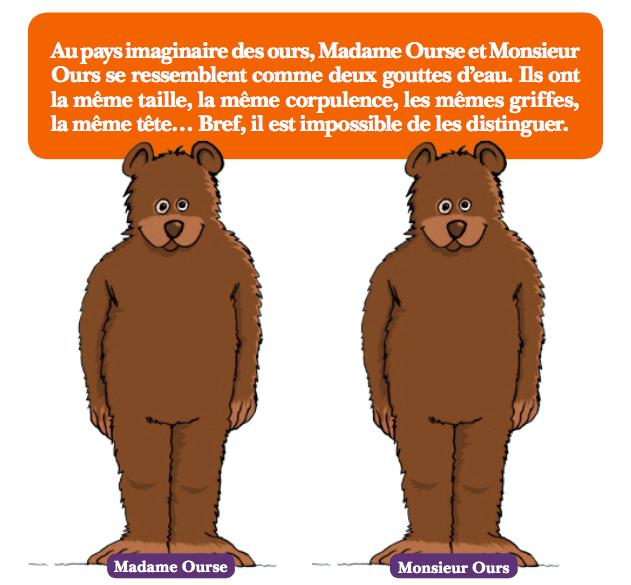 Au pays imaginaire des ours, Madame Ourse et Monsieur
Ours se ressemblent comme deux gouttes d'eau. Ils ont
la même taille, la même corpulence, les mêmes griffes,
la même tête... Bref, il est impossible de les distinguer.
Madame Ourse
Monsieur Ours